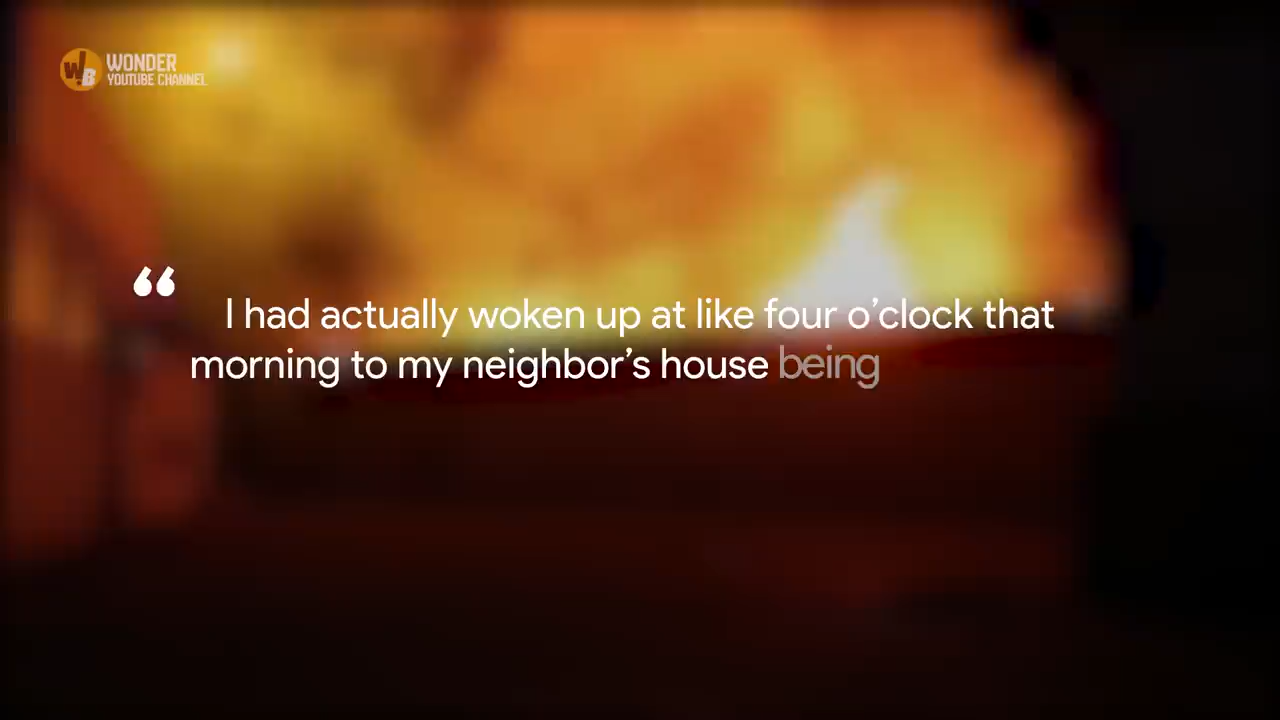 WONDER
YOUTUBE CHANNEL
“ I had actually woken up at like four o’clock that
morning to my neighbor’s house being